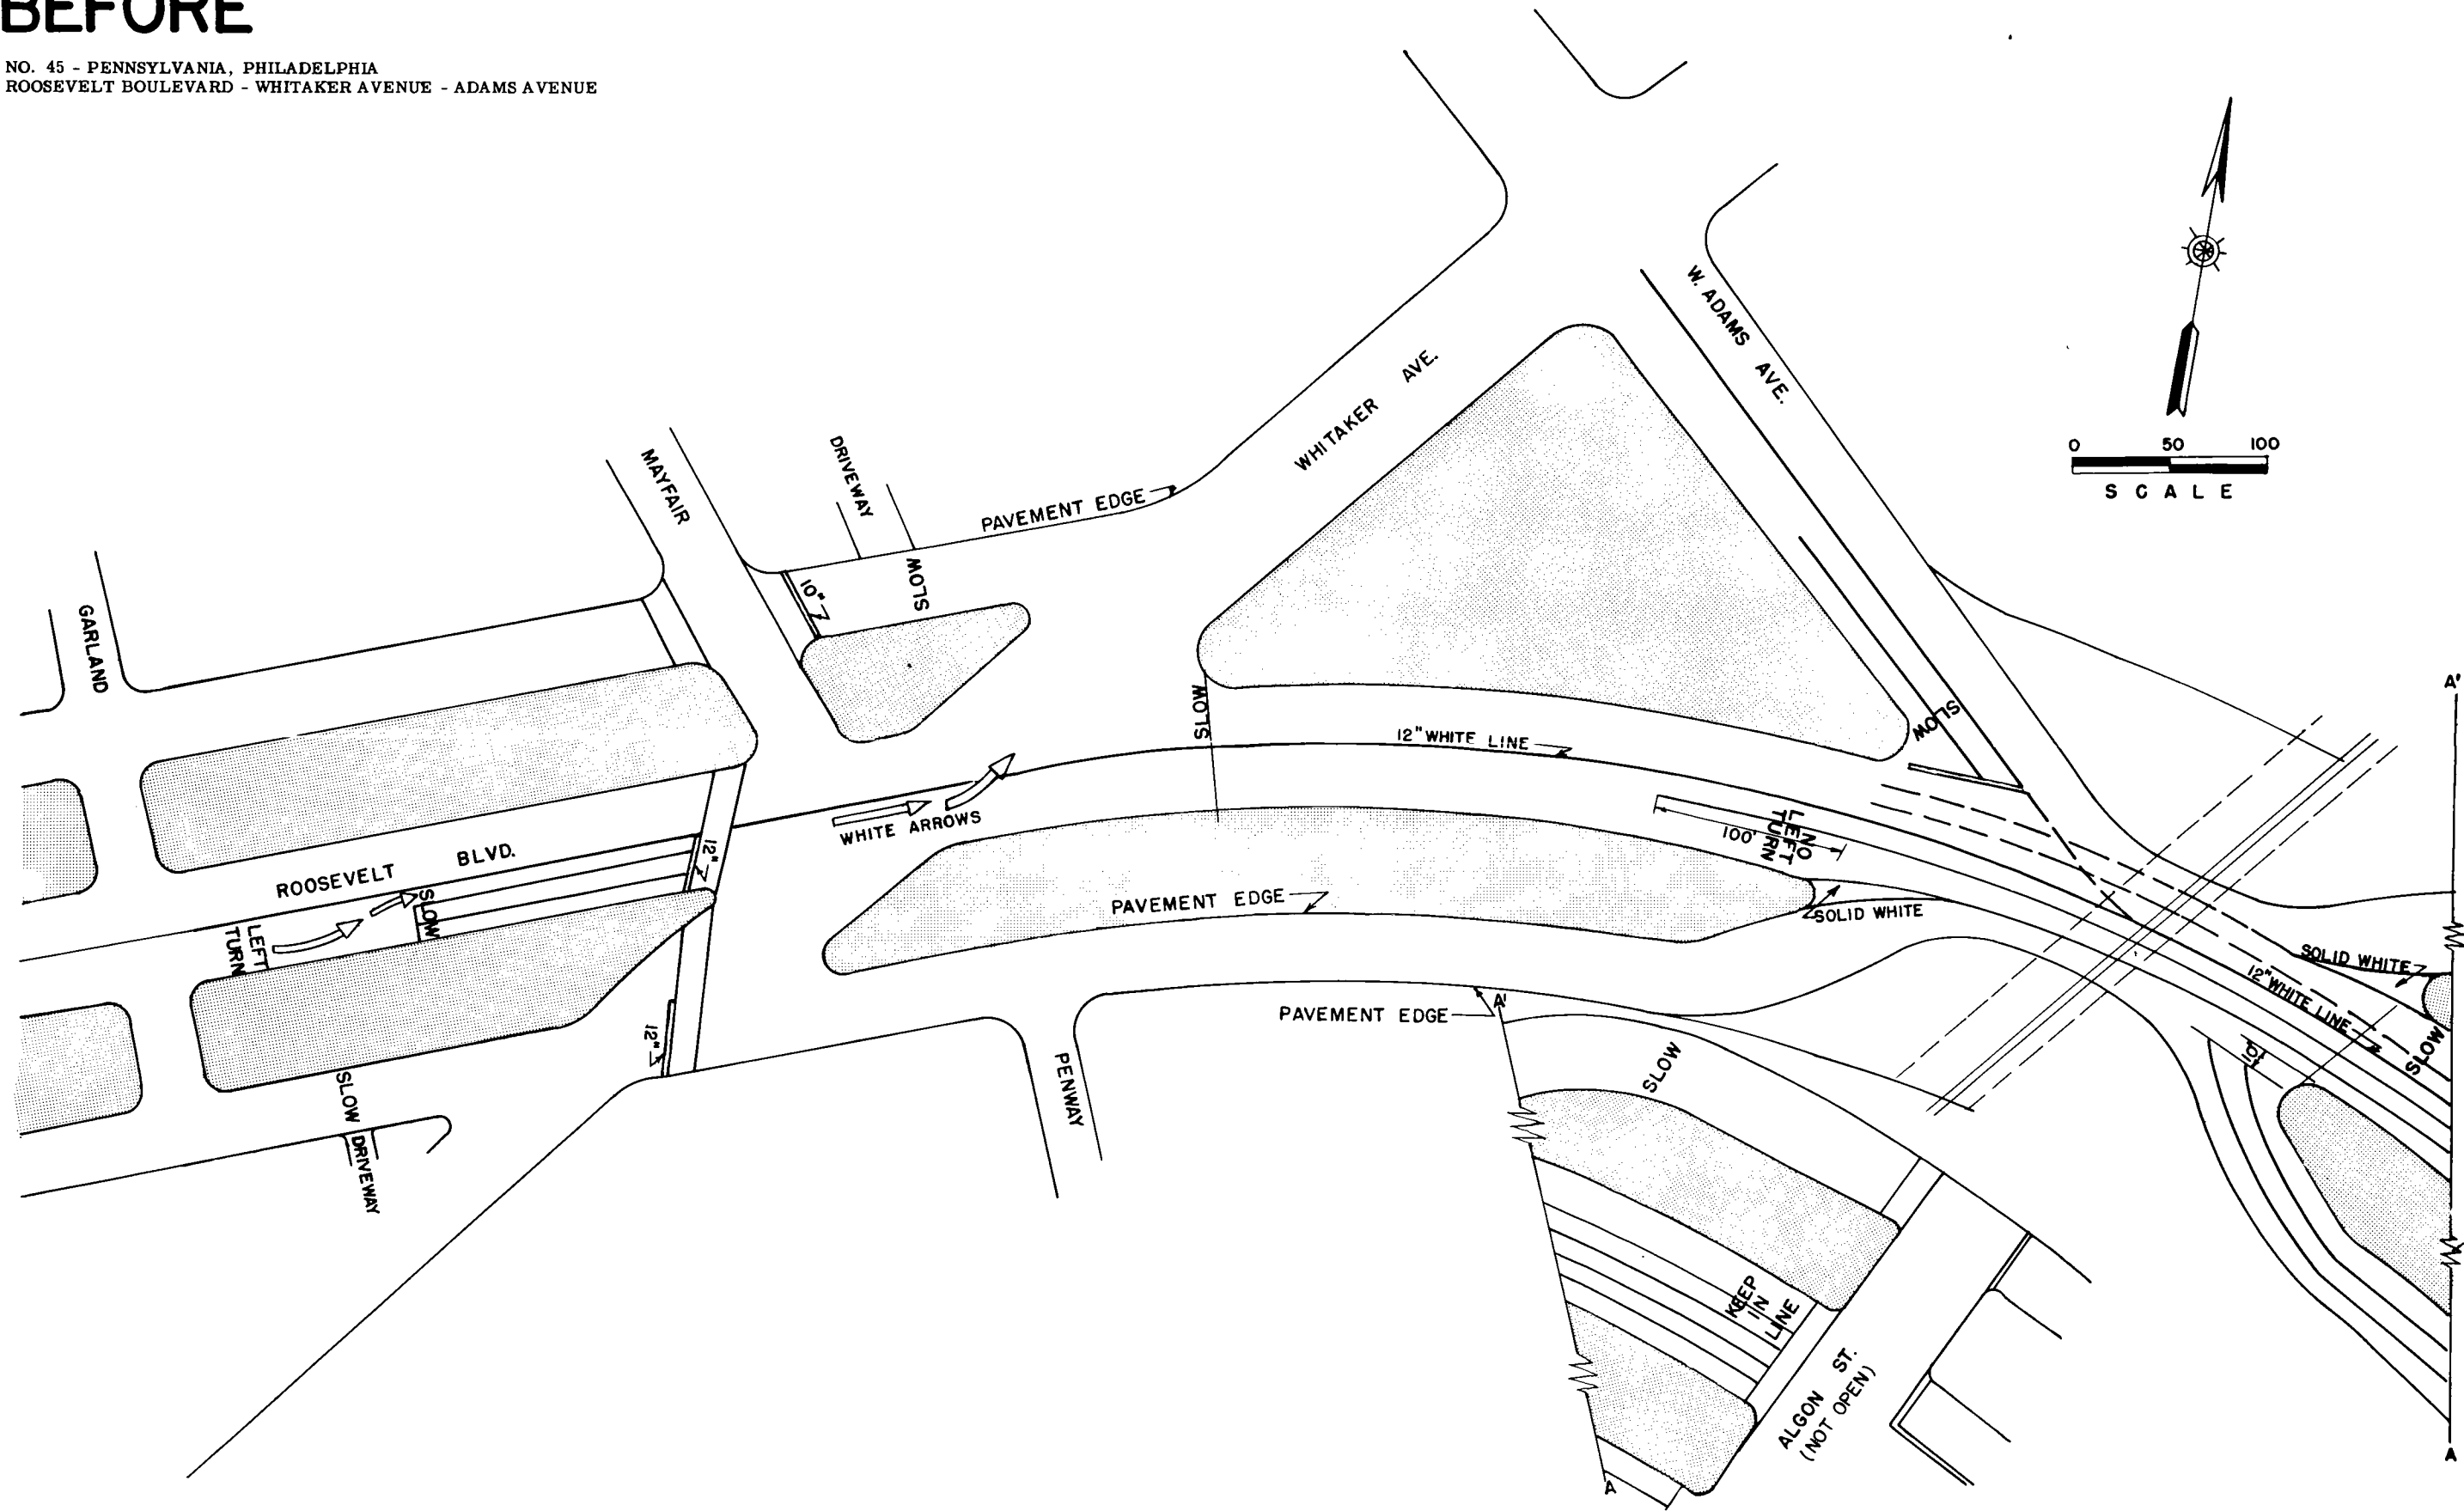 BEFORE
NO. 45 - PENNSYLVANIA, PHILADELPHIA
ROOSEVELT BOULEVARD - WHITAKER AVENUE - ADAMS AVENUE
W. ADAMS AVE.
WHITAKER AVE.
0 50 100
SCALE
MAYFAIR
DRIVEWAY
PAVEMENT EDGE
SLOW
10"
GARLAND
SLOW
12" WHITE LINE
SLOW
A'
WHITE ARROWS
ROOSEVELT BLVD.
12"
SLOW
LEFT
TURN
NO
LEFT
TURN
100'
PAVEMENT EDGE
SOLID WHITE
SOLID WHITE
12" WHITE LINE
SLOW
10'
PAVEMENT EDGE
A'
12"
PENWAY
SLOW
SLOW
DRIVEWAY
KEEP
IN
LINE
ALGON ST.
(NOT OPEN)
A
A